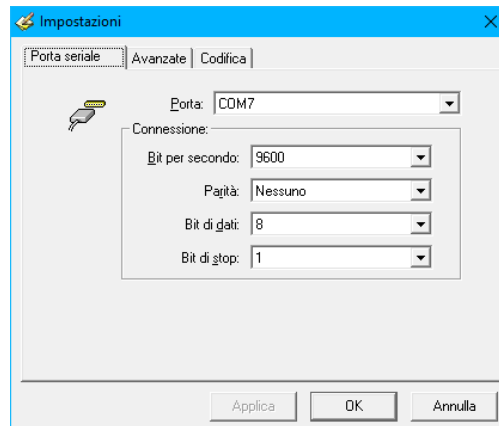 Impostazioni
Porta seriale Avanzate Codifica
Porta: COM7
Connessione:
Bit per secondo: 9600
Parità: Nessuno
Bit di dati: 8
Bit di stop: 1
Applica OK Annulla